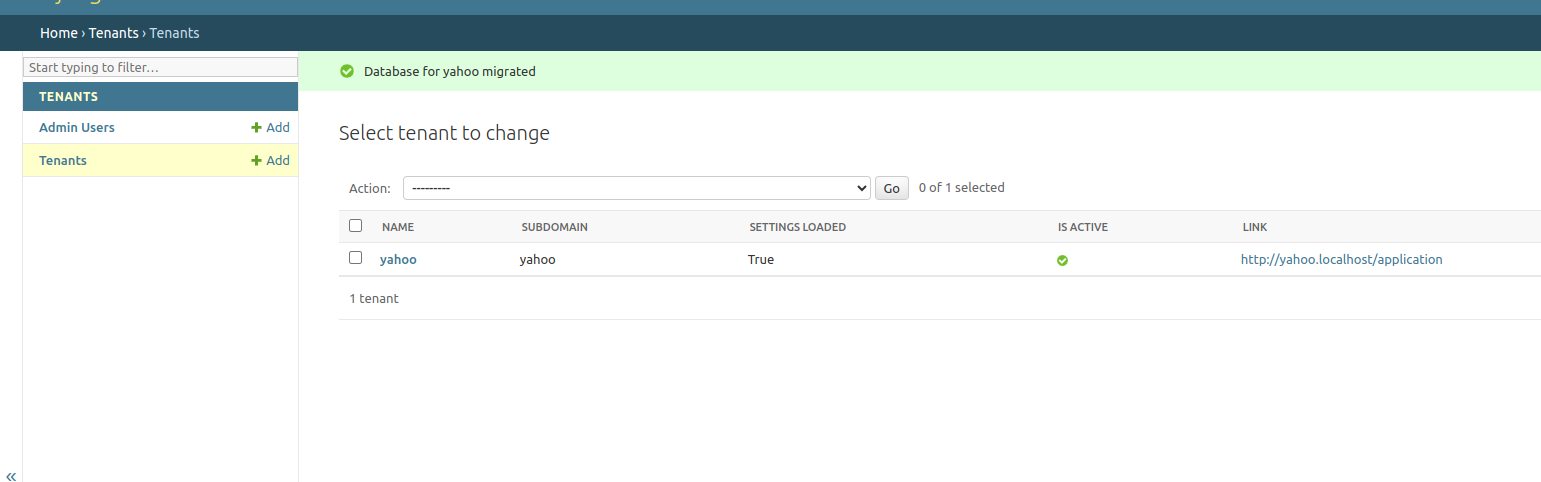 Home › Tenants › Tenants
Start typing to filter...
TENANTS
Admin Users
Add
Tenants
Add
«
Database for yahoo migrated
Select tenant to change
Action: --------- Go 0 of 1 selected
NAME SUBDOMAIN SETTINGS LOADED IS ACTIVE LINK
yahoo yahoo True http://yahoo.localhost/application
1 tenant